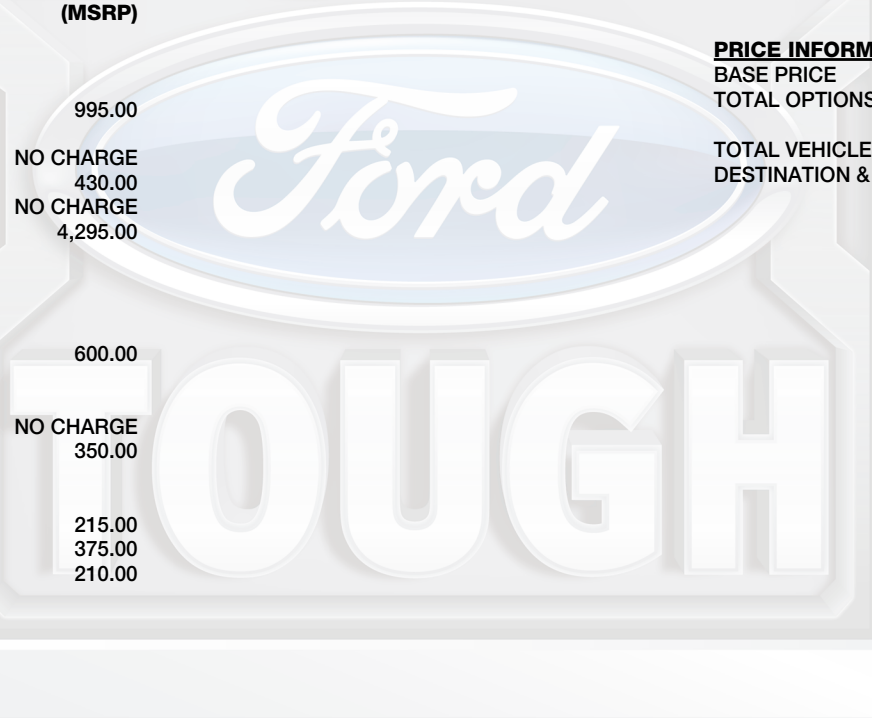 (MSRP)
995.00
NO CHARGE
430.00
NO CHARGE
4,295.00
600.00
NO CHARGE
350.00
215.00
375.00
210.00
PRICE INFORM
BASE PRICE
TOTAL OPTIONS
TOTAL VEHICLE
DESTINATION &
Ford
TOUGH